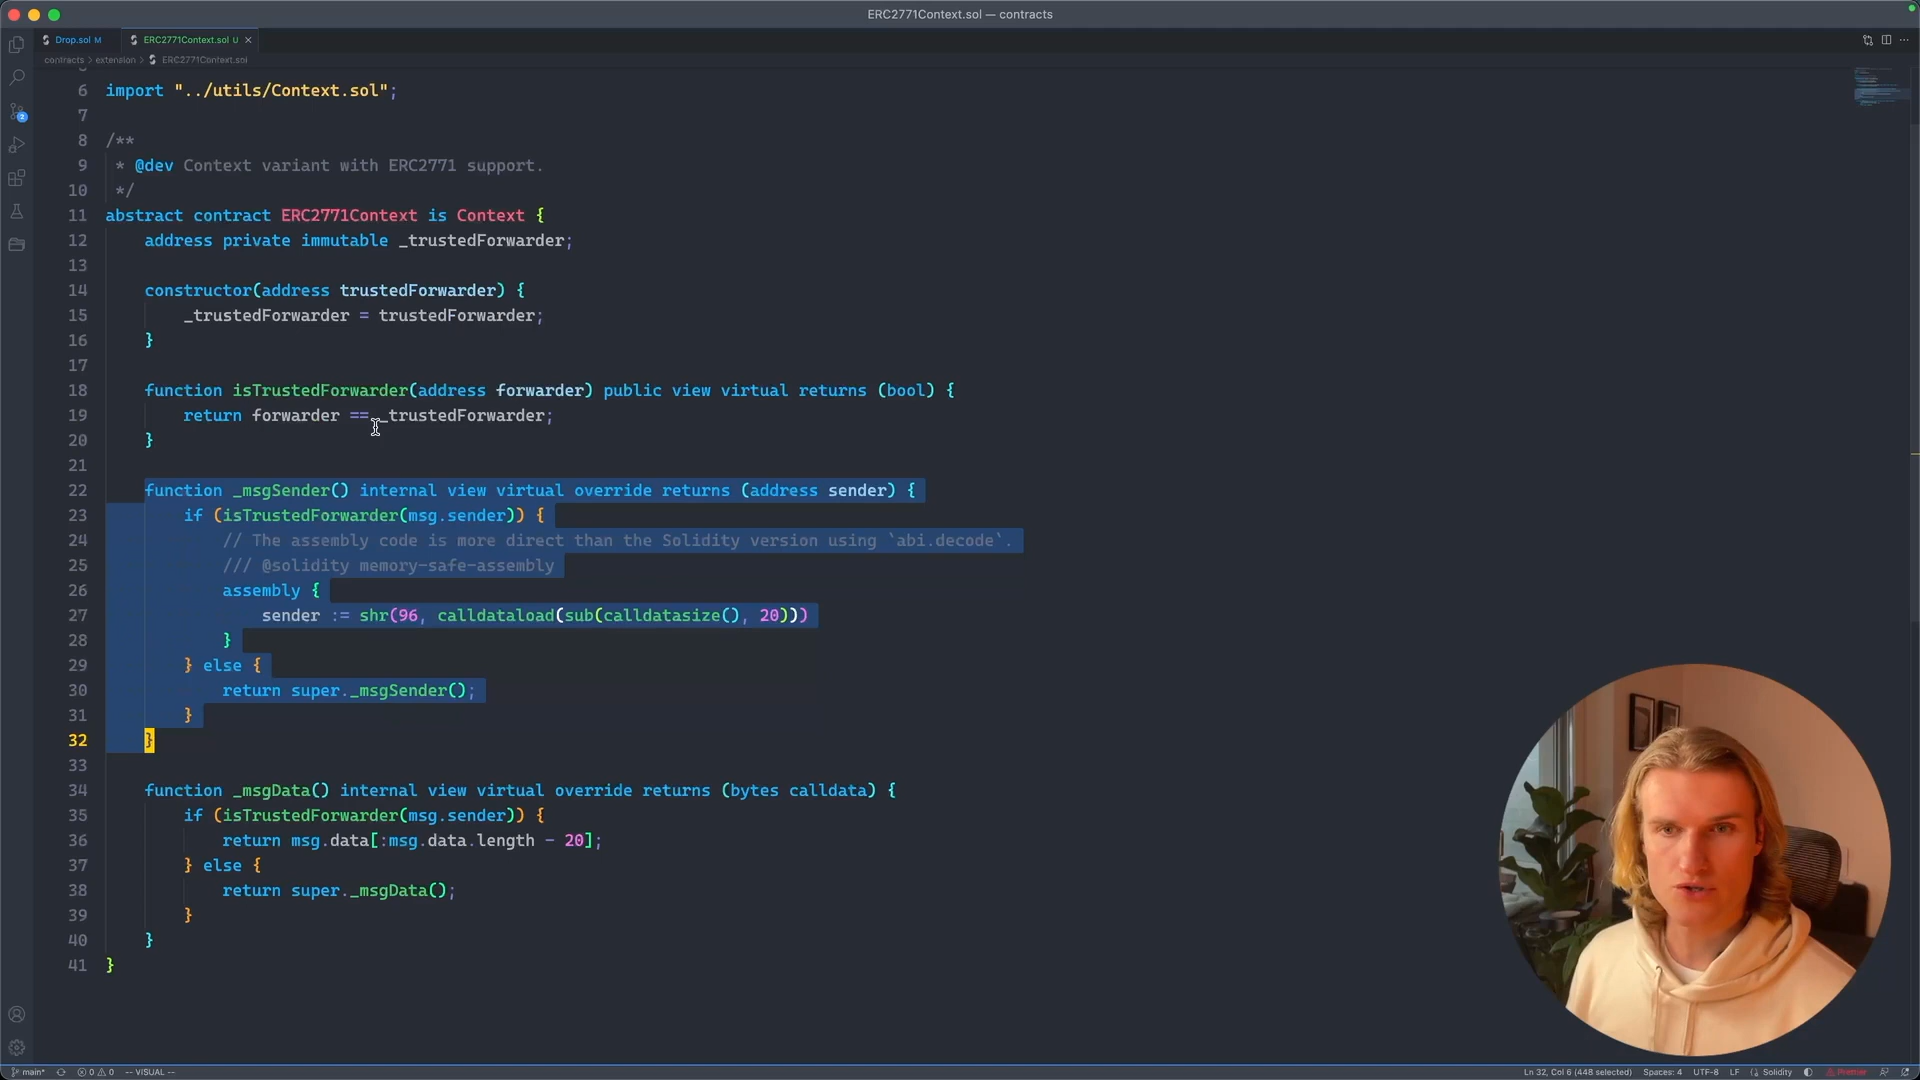 ERC2771Context.sol — contracts
Drop.sol M
ERC2771Context.sol U
contracts > extension > ERC2771Context.sol
6 import "../utils/Context.sol";
7
8 /**
9 * @dev Context variant with ERC2771 support.
10 */
11 abstract contract ERC2771Context is Context {
12 address private immutable _trustedForwarder;
13
14 constructor(address trustedForwarder) {
15 _trustedForwarder = trustedForwarder;
16 }
17
18 function isTrustedForwarder(address forwarder) public view virtual returns (bool) {
19 return forwarder == _trustedForwarder;
20 }
21
22 function _msgSender() internal view virtual override returns (address sender) {
23 if (isTrustedForwarder(msg.sender)) {
24 // The assembly code is more direct than the Solidity version using `abi.decode`.
25 /// @solidity memory-safe-assembly
26 assembly {
27 sender := shr(96, calldataload(sub(calldatasize(), 20)))
28 }
29 } else {
30 return super._msgSender();
31 }
32 }
33
34 function _msgData() internal view virtual override returns (bytes calldata) {
35 if (isTrustedForwarder(msg.sender)) {
36 return msg.data[:msg.data.length - 20];
37 } else {
38 return super._msgData();
39 }
40 }
41 }
main* 0 0 -- VISUAL -- Ln 32, Col 6 (448 selected) Spaces: 4 UTF-8 LF Solidity Prettier